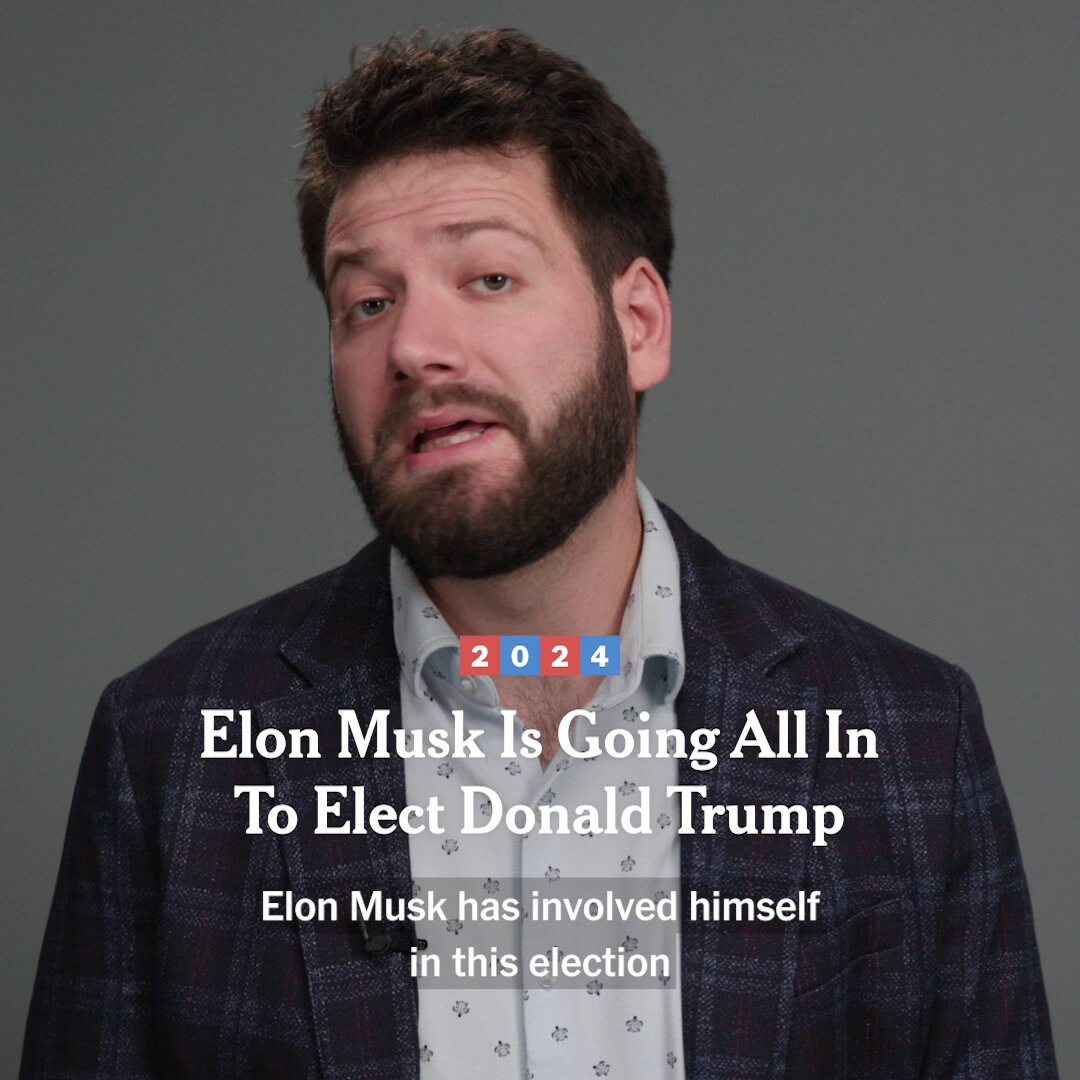 2024
Elon Musk Is Going All In
To Elect Donald Trump
Elon Musk has involved himself
in this election